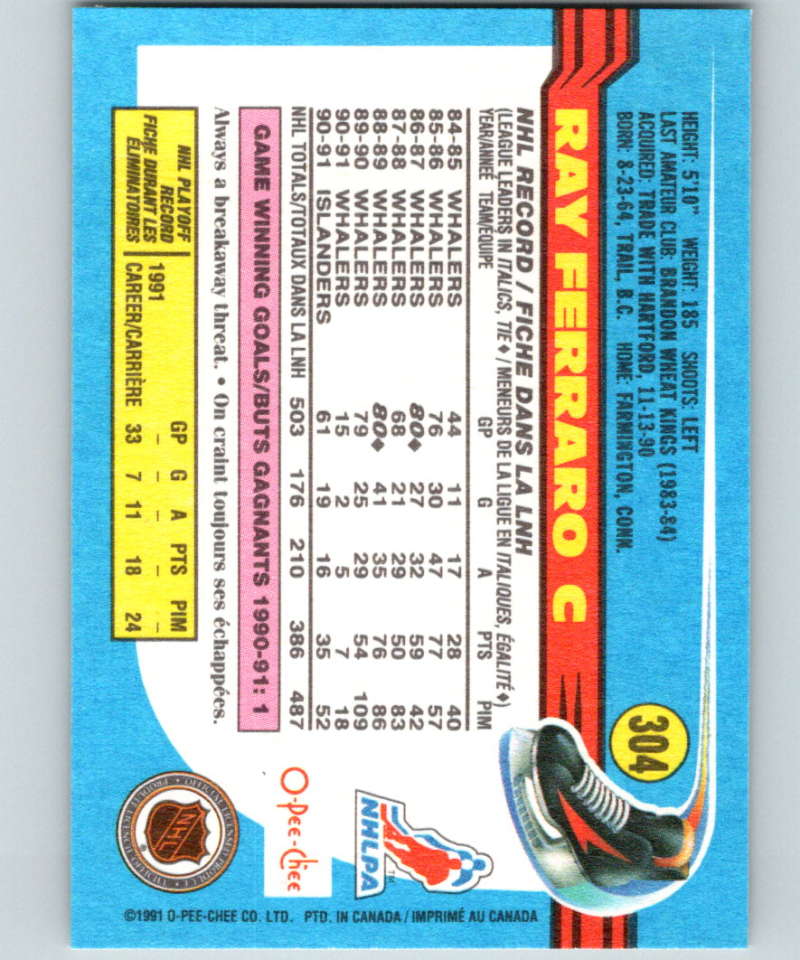 304
HEIGHT: 5'10" WEIGHT: 185 SHOOTS: LEFT
LAST AMATEUR CLUB: BRANDON WHEAT KINGS (1983-84)
ACQUIRED: TRADE WITH HARTFORD, 11-13-90
BORN: 8-23-64, TRAIL, B.C. HOME: FARMINGTON, CONN.
RAY FERRARO C
NHL RECORD / FICHE DANS LA LNH
(LEAGUE LEADERS IN ITALICS, TIE ♦ / MENEURS DE LA LIGUE EN ITALIQUES, ÉGALITÉ ♦)
YEAR/ANNÉE TEAM/ÉQUIPE GP G A PTS PIM
84-85 WHALERS 44 11 17 28 40
85-86 WHALERS 76 30 47 77 57
86-87 WHALERS 80♦ 27 32 59 42
87-88 WHALERS 68 21 29 50 83
88-89 WHALERS 80♦ 41 35 76 86
89-90 WHALERS 79 25 29 54 109
90-91 WHALERS 15 2 5 7 18
90-91 ISLANDERS 61 19 16 35 52
NHL TOTALS/TOTAUX DANS LA LNH 503 176 210 386 487
GAME WINNING GOALS/BUTS GAGNANTS 1990-91: 1
Always a breakaway threat. • On craint toujours ses échappées.
NHL PLAYOFF
RECORD
FICHE DURANT LES
ÉLIMINATOIRES
GP G A PTS PIM
1991 – – – – –
CAREER/CARRIÈRE 33 7 11 18 24
NHLPA
TM
O-Pee-Chee
NHL
®
©1991 O-PEE-CHEE CO. LTD. PTD. IN CANADA / IMPRIMÉ AU CANADA